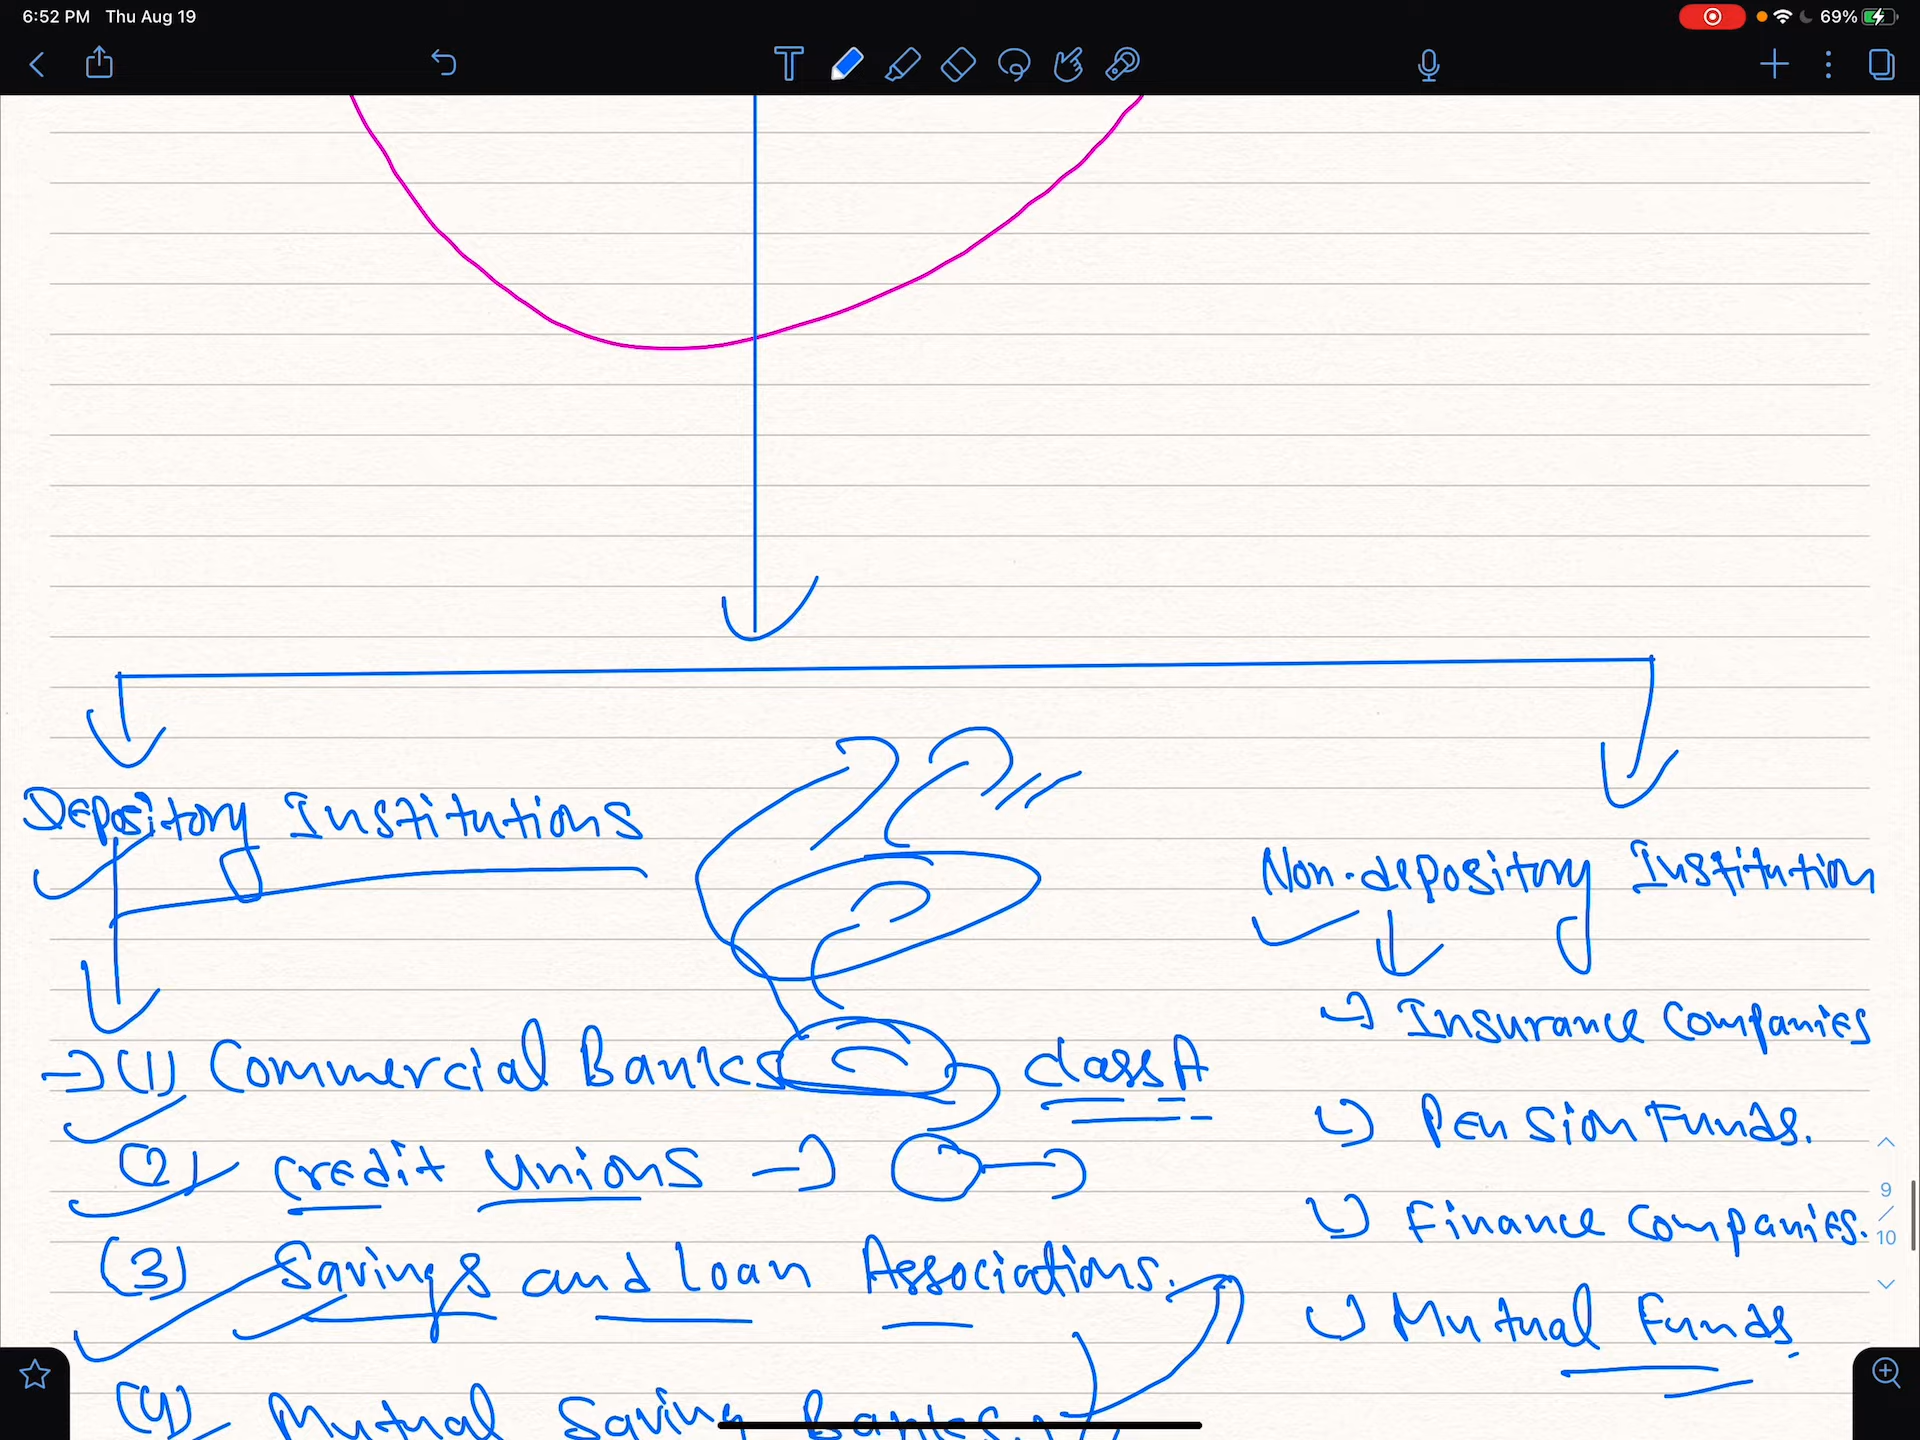 6:52 PM Thu Aug 19
69%
Depository Institutions
Non-depository Institution
→ (1) Commercial Banks class A
(2) credit Unions →
(3) Savings and Loan Associations.
(4) Mutual Saving Banks.
↳ Insurance Companies
↳ Pension Funds.
↳ Finance Companies.
↳ Mutual Funds.
9
/
10